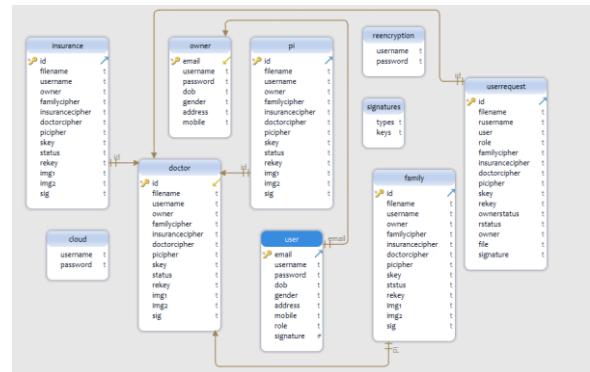 insurance
id
filename t
username t
owner t
familycipher t
insurancecipher t
doctorcipher t
picipher t
skey t
status t
rekey t
img1 t
img2 t
sig t
owner
email
username t
password t
dob t
gender t
address t
mobile t
pi
id
filename t
username t
owner t
familycipher t
insurancecipher t
doctorcipher t
picipher t
skey t
status t
rekey t
img1 t
img2 t
sig t
reencryption
username t
password t
signatures
types t
keys t
userrequest
id
filename t
rusername t
user t
role t
familycipher t
insurancecipher t
doctorcipher t
picipher t
skey t
rekey t
ownerstatus t
rstatus t
owner t
file t
signature t
id
id
id
doctor
id
filename t
username t
owner t
familycipher t
insurancecipher t
doctorcipher t
picipher t
skey t
status t
rekey t
img1 t
img2 t
sig t
family
id
filename t
username t
owner t
familycipher t
insurancecipher t
doctorcipher t
picipher t
skey t
ststus t
rekey t
img1 t
img2 t
sig t
id
cloud
username t
password t
user
email
username t
password t
dob t
gender t
address t
mobile t
role t
signature #
email